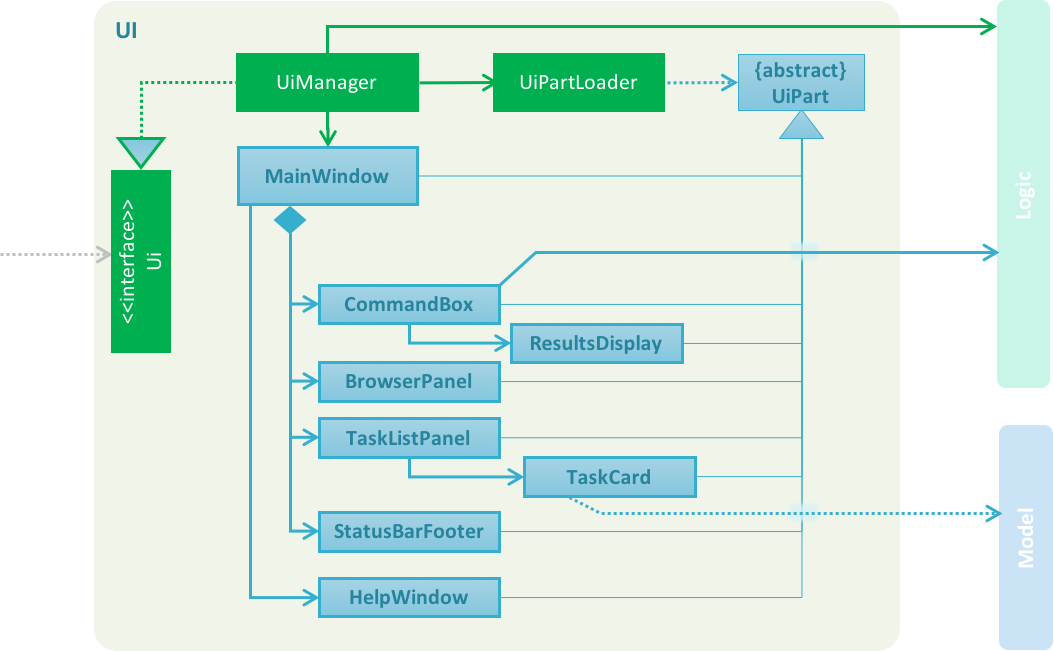 UI
UiManager
UiPartLoader
{abstract}
UiPart
MainWindow
<<interface>>
Ui
Logic
CommandBox
ResultsDisplay
BrowserPanel
TaskListPanel
TaskCard
StatusBarFooter
Model
HelpWindow